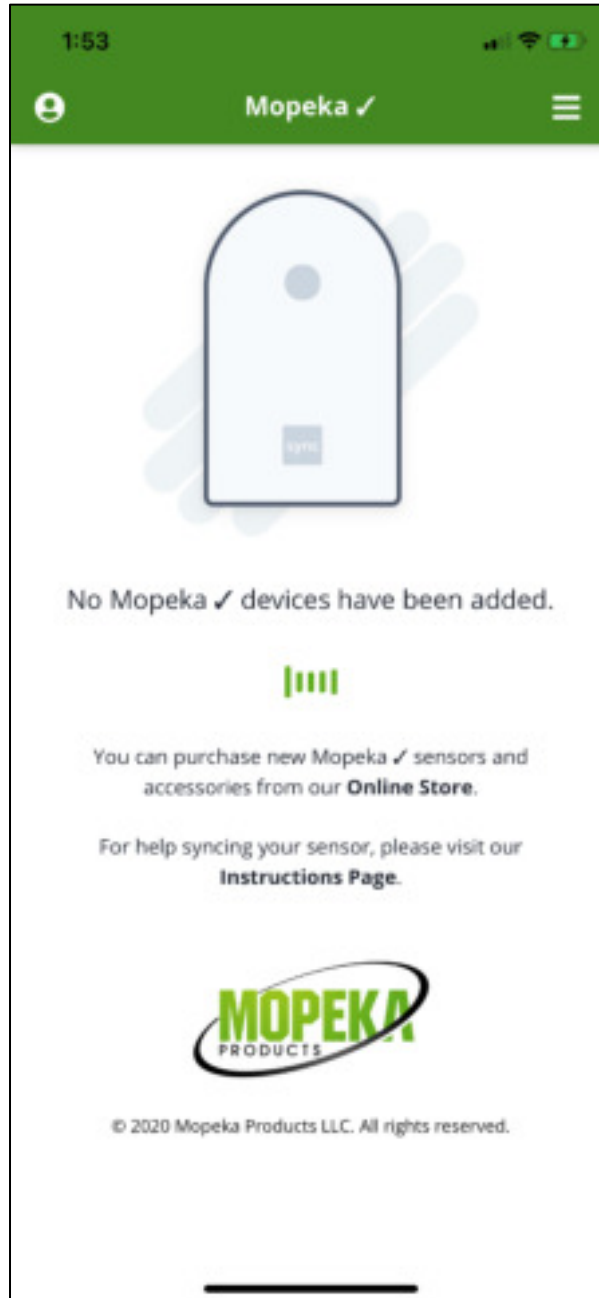 1:53
Mopeka ✓
sync
No Mopeka ✓ devices have been added.
You can purchase new Mopeka ✓ sensors and
accessories from our Online Store.
For help syncing your sensor, please visit our
Instructions Page.
MOPEKA
PRODUCTS
© 2020 Mopeka Products LLC. All rights reserved.